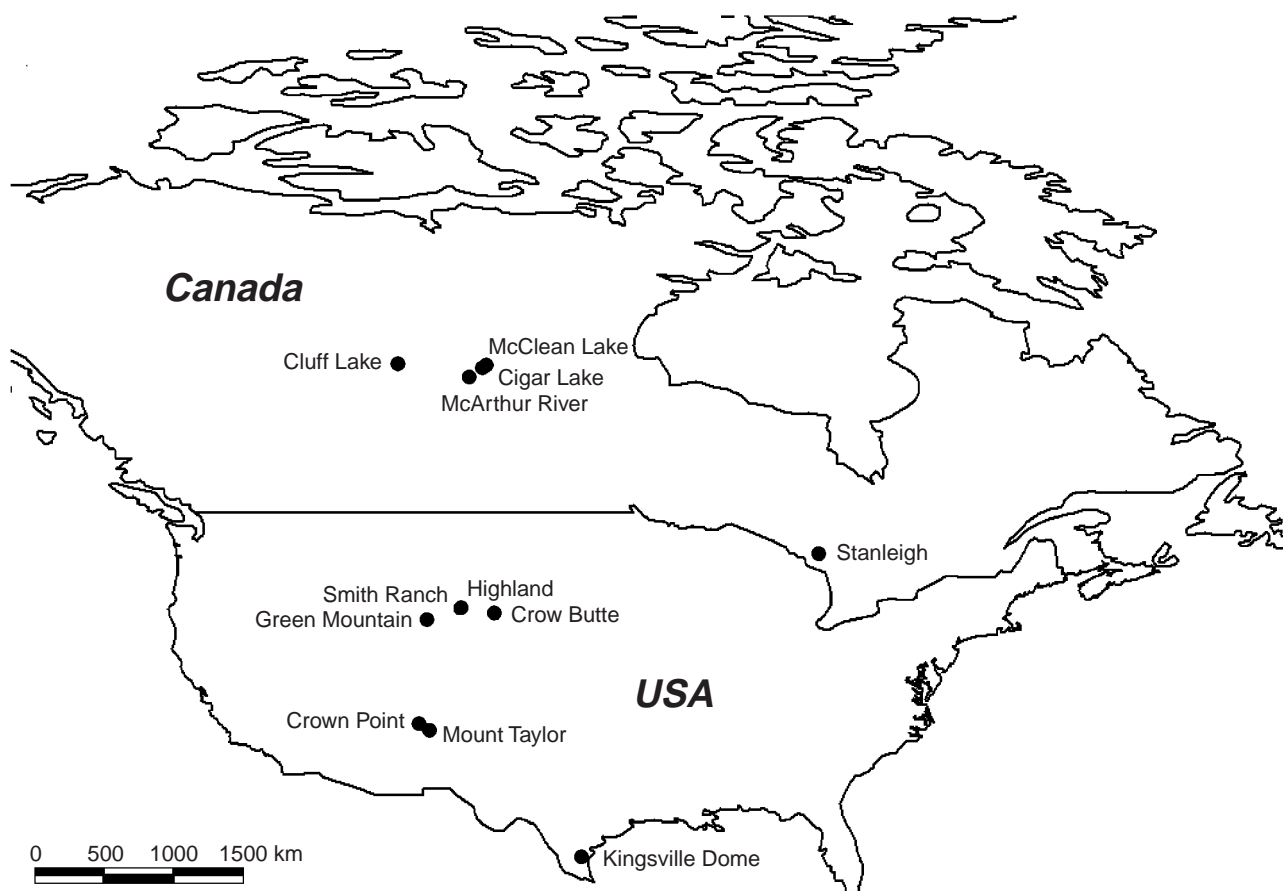 Canada
McClean Lake
Cluff Lake
Cigar Lake
McArthur River
Stanleigh
Highland
Smith Ranch
Crow Butte
Green Mountain
USA
Crown Point
Mount Taylor
0 500 1000 1500 km
Kingsville Dome